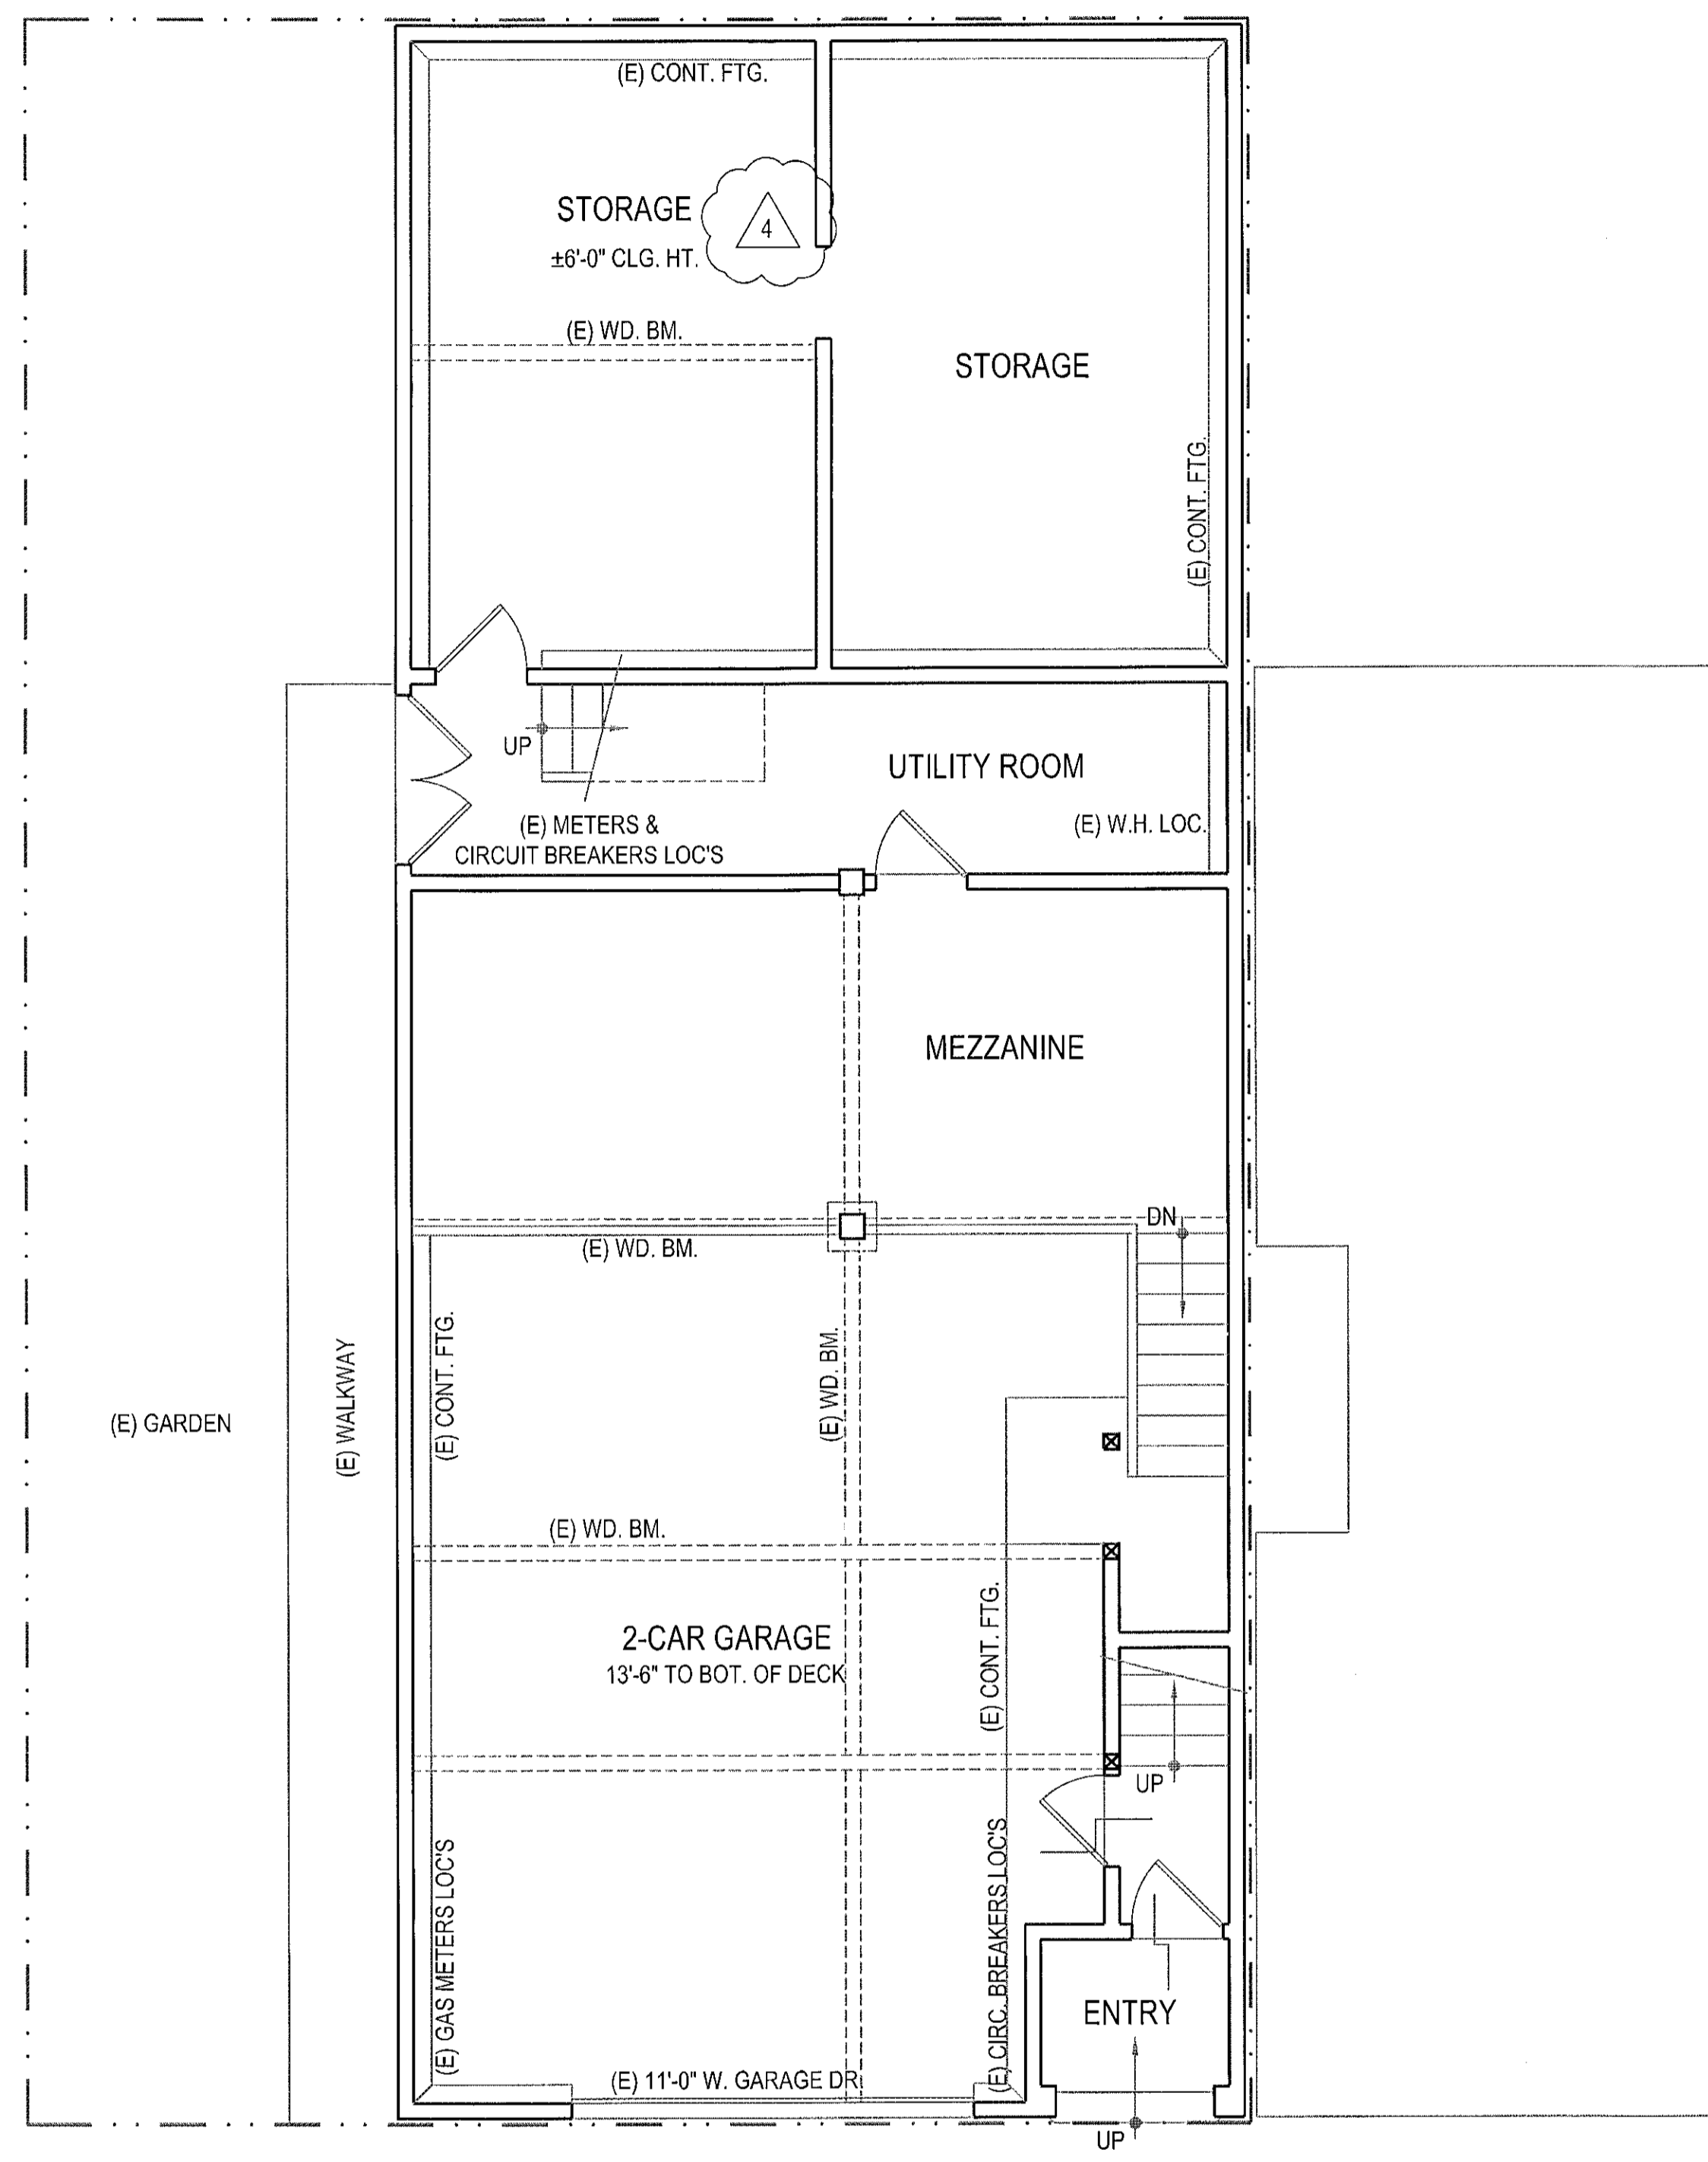 (E) CONT. FTG.
STORAGE
4
±6'-0" CLG. HT.
(E) WD. BM.
STORAGE
(E) CONT. FTG.
UP
UTILITY ROOM
(E) METERS &
CIRCUIT BREAKERS LOC'S
(E) W.H. LOC.
MEZZANINE
DN
(E) WD. BM.
(E) CONT. FTG.
(E) WD. BM.
(E) WALKWAY
(E) GARDEN
(E) WD. BM.
2-CAR GARAGE
13'-6" TO BOT. OF DECK
(E) CONT. FTG.
UP
(E) GAS METERS LOC'S
(E) CIRC. BREAKERS LOC'S
ENTRY
(E) 11'-0" W. GARAGE DR.
UP